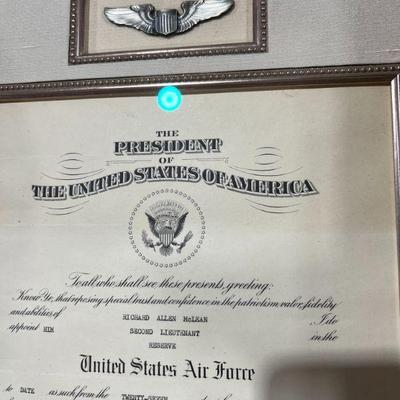 THE
PRESIDENT
OF
THE UNITED STATES OF AMERICA
To all who shall see these presents, greeting:
Know Ye, that reposing special trust and confidence in the patriotism, valor, fidelity
and abilities of RICHARD ALLEN McLEAN I do
appoint HIM SECOND LIEUTENANT in the
RESERVE
United States Air Force
to DATE as such from the TWENTY-SEVEN